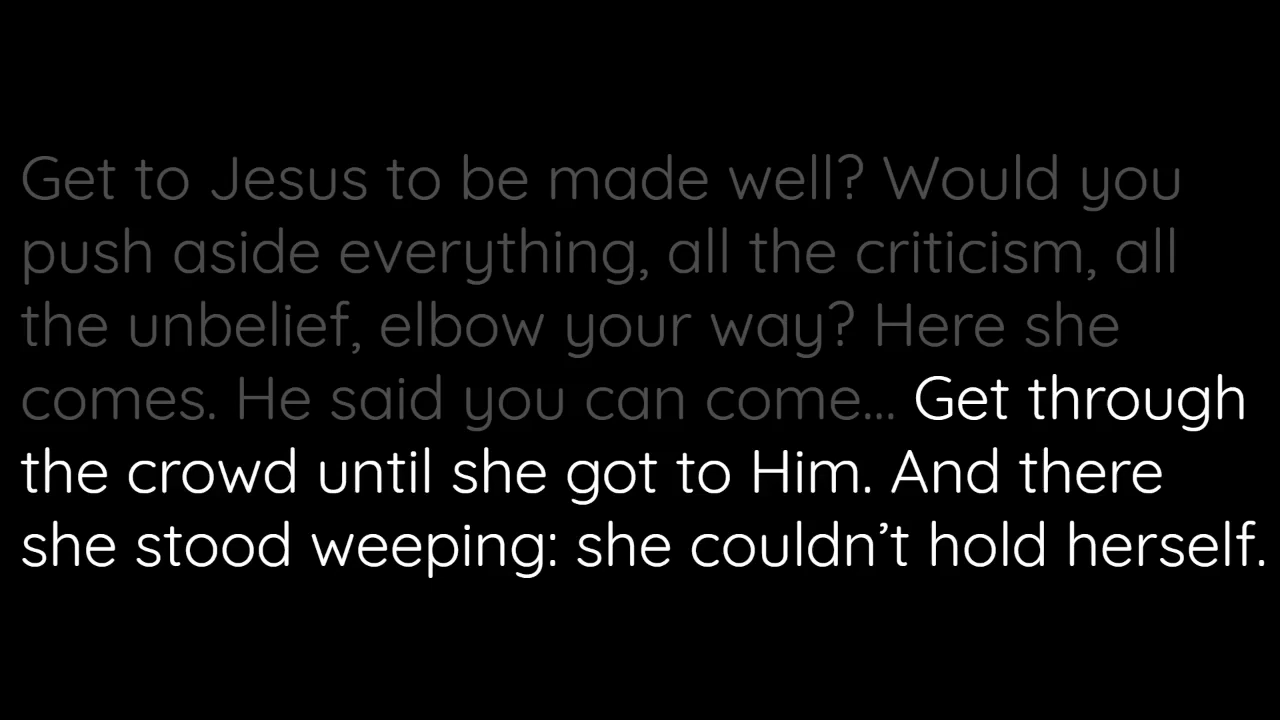 Get to Jesus to be made well? Would you
push aside everything, all the criticism, all
the unbelief, elbow your way? Here she
comes. He said you can come... Get through
the crowd until she got to Him. And there
she stood weeping: she couldn’t hold herself.